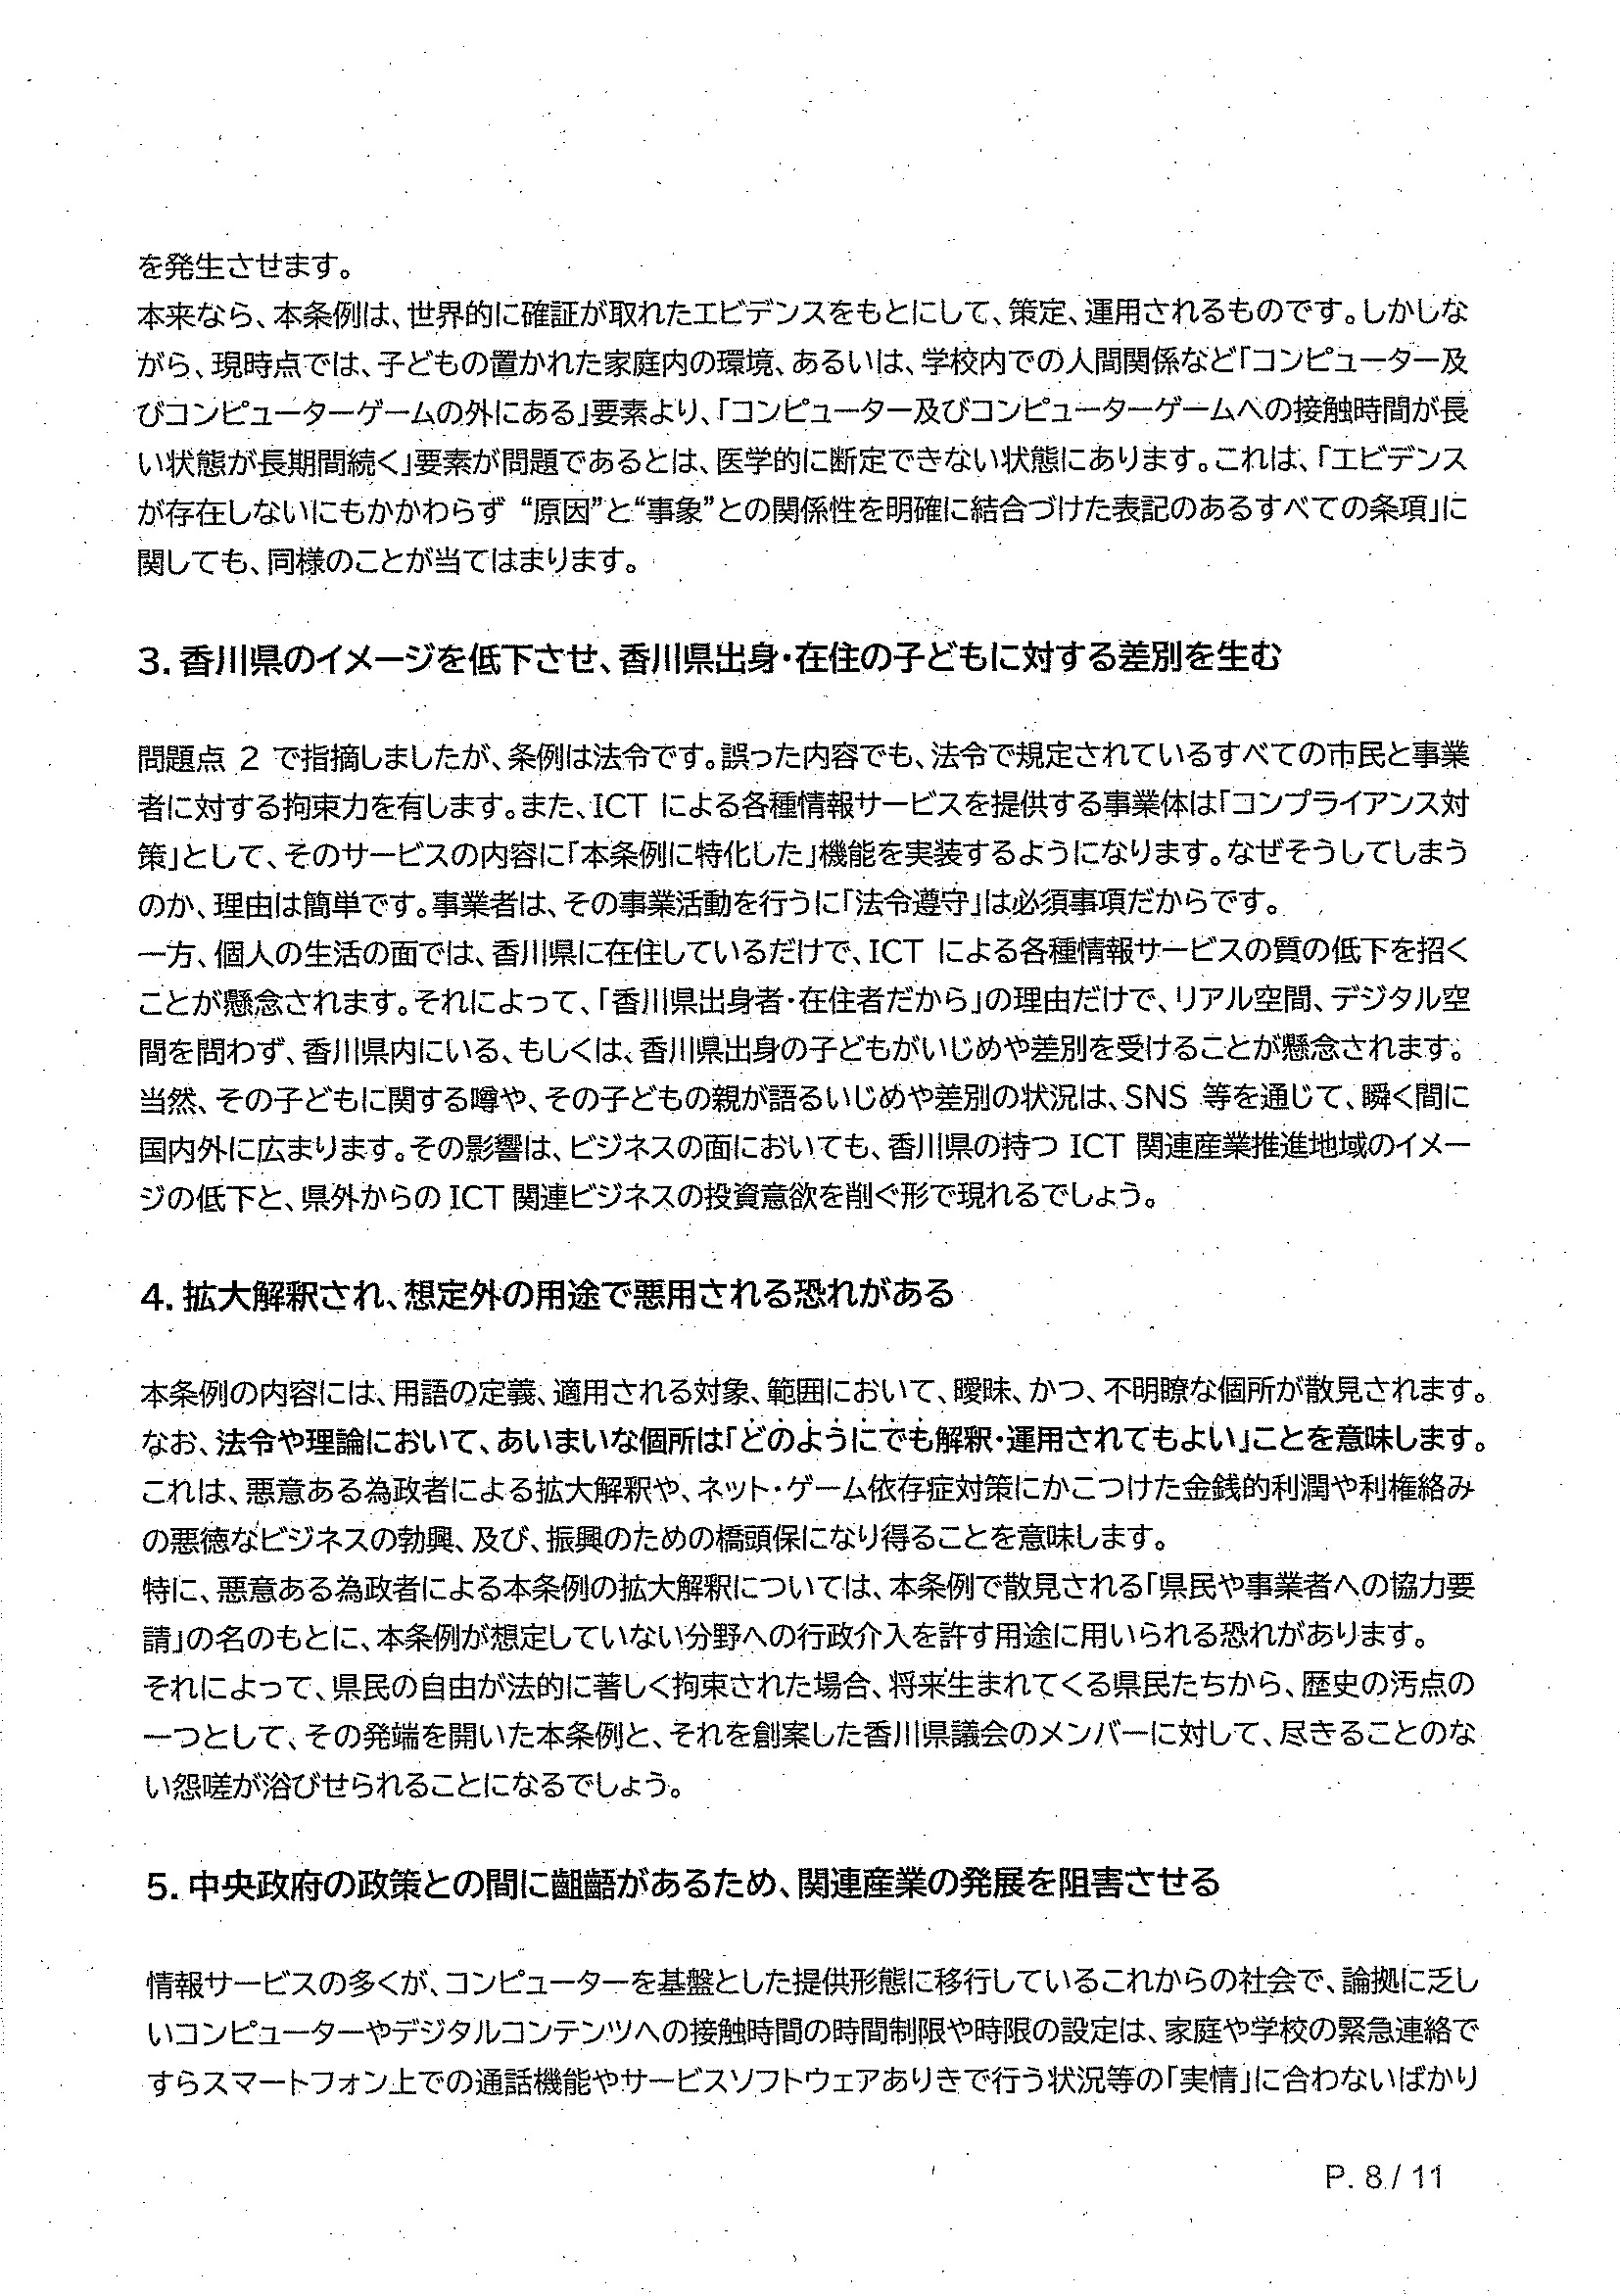 を発生させます。
本来なら、本条例は、世界的に確証が取れたエビデンスをもとにして、策定、運用されるものです。しかしな
がら、現時点では、子どもの置かれた家庭内の環境、あるいは、学校内での人間関係など「コンピューター及
びコンピューターゲームの外にある」要素より、「コンピューター及びコンピューターゲームへの接触時間が長
い状態が長期間続く」要素が問題であるとは、医学的に断定できない状態にあります。これは、「エビデンス
が存在しないにもかかわらず “原因”と“事象”との関係性を明確に結合づけた表記のあるすべての条項」に
関しても、同様のことが当てはまります。
3. 香川県のイメージを低下させ、香川県出身・在住の子どもに対する差別を生む
問題点 2 で指摘しましたが、条例は法令です。誤った内容でも、法令で規定されているすべての市民と事業
者に対する拘束力を有します。また、ICT による各種情報サービスを提供する事業体は「コンプライアンス対
策」として、そのサービスの内容に「本条例に特化した」機能を実装するようになります。なぜそうしてしまう
のか、理由は簡単です。事業者は、その事業活動を行うに「法令遵守」は必須事項だからです。
一方、個人の生活の面では、香川県に在住しているだけで、ICT による各種情報サービスの質の低下を招く
ことが懸念されます。それによって、「香川県出身者・在住者だから」の理由だけで、リアル空間、デジタル空
間を問わず、香川県内にいる、もしくは、香川県出身の子どもがいじめや差別を受けることが懸念されます。
当然、その子どもに関する噂や、その子どもの親が語るいじめや差別の状況は、SNS 等を通じて、瞬く間に
国内外に広まります。その影響は、ビジネスの面においても、香川県の持つ ICT 関連産業推進地域のイメー
ジの低下と、県外からの ICT 関連ビジネスの投資意欲を削ぐ形で現れるでしょう。
4. 拡大解釈され、想定外の用途で悪用される恐れがある
本条例の内容には、用語の定義、適用される対象、範囲において、曖昧、かつ、不明瞭な個所が散見されます。
なお、法令や理論において、あいまいな個所は「どのようにでも解釈・運用されてもよい」ことを意味します。
これは、悪意ある為政者による拡大解釈や、ネット・ゲーム依存症対策にかこつけた金銭的利潤や利権絡み
の悪徳なビジネスの勃興、及び、振興のための橋頭保になり得ることを意味します。
特に、悪意ある為政者による本条例の拡大解釈については、本条例で散見される「県民や事業者への協力要
請」の名のもとに、本条例が想定していない分野への行政介入を許す用途に用いられる恐れがあります。
それによって、県民の自由が法的に著しく拘束された場合、将来生まれてくる県民たちから、歴史の汚点の
一つとして、その発端を開いた本条例と、それを創案した香川県議会のメンバーに対して、尽きることのな
い怨嗟が浴びせられることになるでしょう。
5. 中央政府の政策との間に齟齬があるため、関連産業の発展を阻害させる
情報サービスの多くが、コンピューターを基盤とした提供形態に移行しているこれからの社会で、論拠に乏し
いコンピューターやデジタルコンテンツへの接触時間の時間制限や時限の設定は、家庭や学校の緊急連絡で
すらスマートフォン上での通話機能やサービスソフトウェアありきで行う状況等の「実情」に合わないばかり
P. 8 / 11